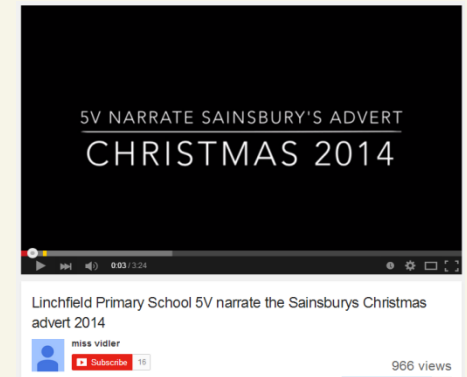 5V NARRATE SAINSBURY'S ADVERT
CHRISTMAS 2014
0:03 / 3:24
Linchfield Primary School 5V narrate the Sainsburys Christmas
advert 2014
miss vidler
Subscribe 16
966 views